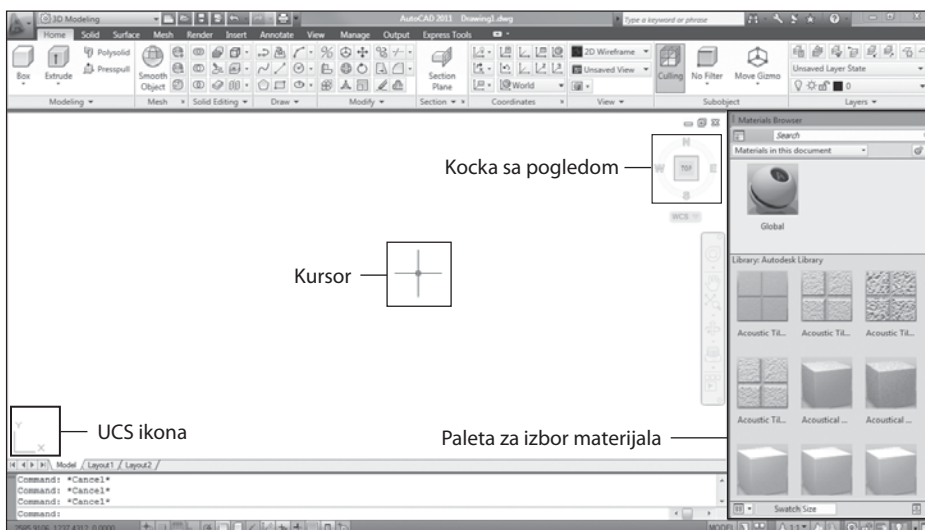 3D Modeling
AutoCAD 2011 Drawing1.dwg
Type a keyword or phrase
Home Solid Surface Mesh Render Insert Annotate View Manage Output Express Tools
Box
Extrude
Polysolid
Presspull
Smooth
Object
Section
Plane
World
2D Wireframe
Unsaved View
Culling
No Filter
Move Gizmo
Unsaved Layer State
0
Modeling
Mesh
Solid Editing
Draw
Modify
Section
Coordinates
View
Subobject
Layers
N
W
TOP
E
S
WCS
Kocka sa pogledom
Kursor
UCS ikona
Y
X
Paleta za izbor materijala
Materials Browser
Search
Materials in this document
Global
Library: Autodesk Library
Acoustic Til... Acoustic Til... Acoustic Til...
Acoustic Til... Acoustical ... Acoustical ...
Swatch Size
Model Layout1 Layout2
Command: *Cancel*
Command: *Cancel*
Command: *Cancel*
Command:
MODEL
1:1